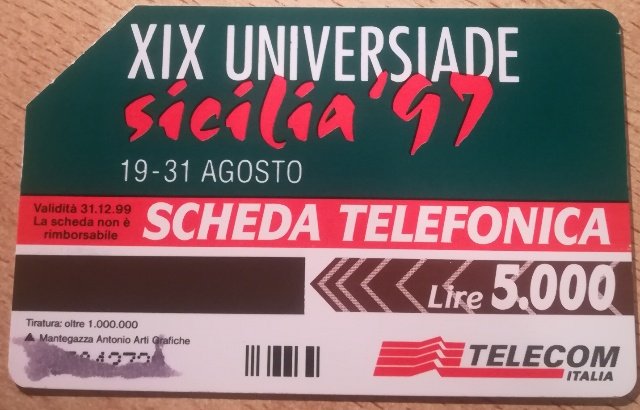 XIX UNIVERSIADE
sicilia '97
19-31 AGOSTO
Validità 31.12.99
La scheda non è
rimborsabile
SCHEDA TELEFONICA
Lire 5.000
Tiratura: oltre 1.000.000
Mantegazza Antonio Arti Grafiche
TELECOM
ITALIA